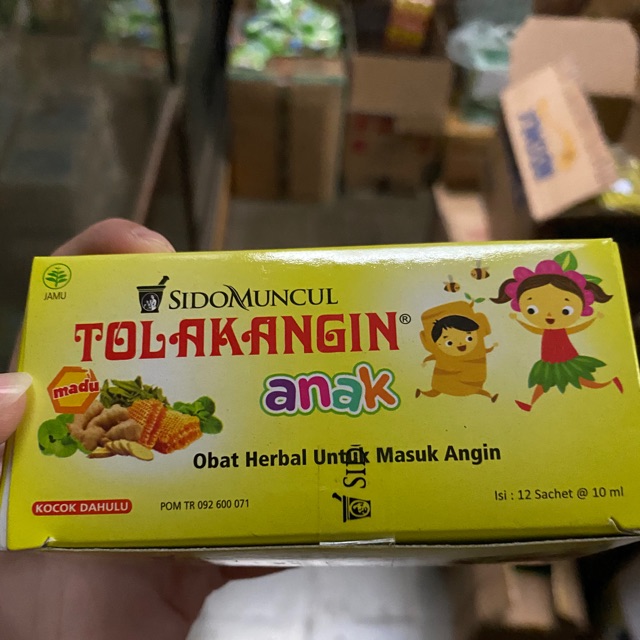 JAMU
SIDOMUNCUL
TOLAKANGIN®
madu
anak
Obat Herbal Untuk Masuk Angin
SID
KOCOK DAHULU
POM TR 092 600 071
Isi : 12 Sachet @ 10 ml